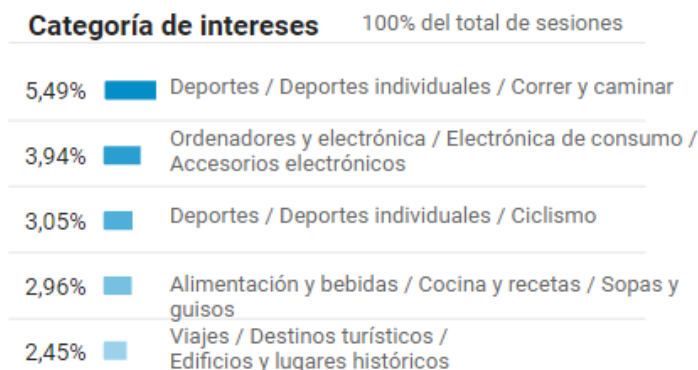 Categoría de intereses 100% del total de sesiones
5,49% Deportes / Deportes individuales / Correr y caminar
3,94% Ordenadores y electrónica / Electrónica de consumo /
Accesorios electrónicos
3,05% Deportes / Deportes individuales / Ciclismo
2,96% Alimentación y bebidas / Cocina y recetas / Sopas y
guisos
2,45% Viajes / Destinos turísticos /
Edificios y lugares históricos